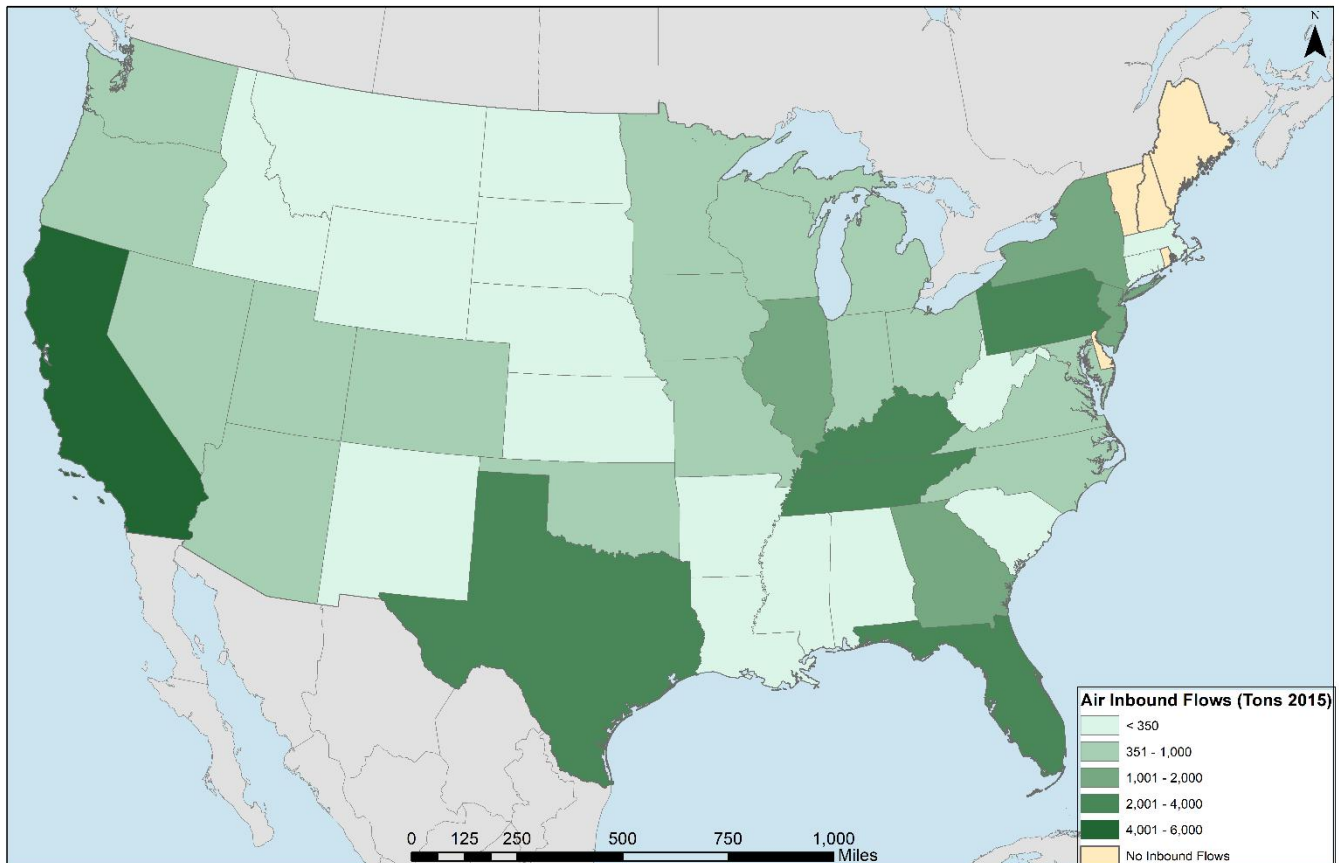 N
Air Inbound Flows (Tons 2015)
< 350
351 - 1,000
1,001 - 2,000
2,001 - 4,000
4,001 - 6,000
No Inbound Flows
0 125 250 500 750 1,000
Miles